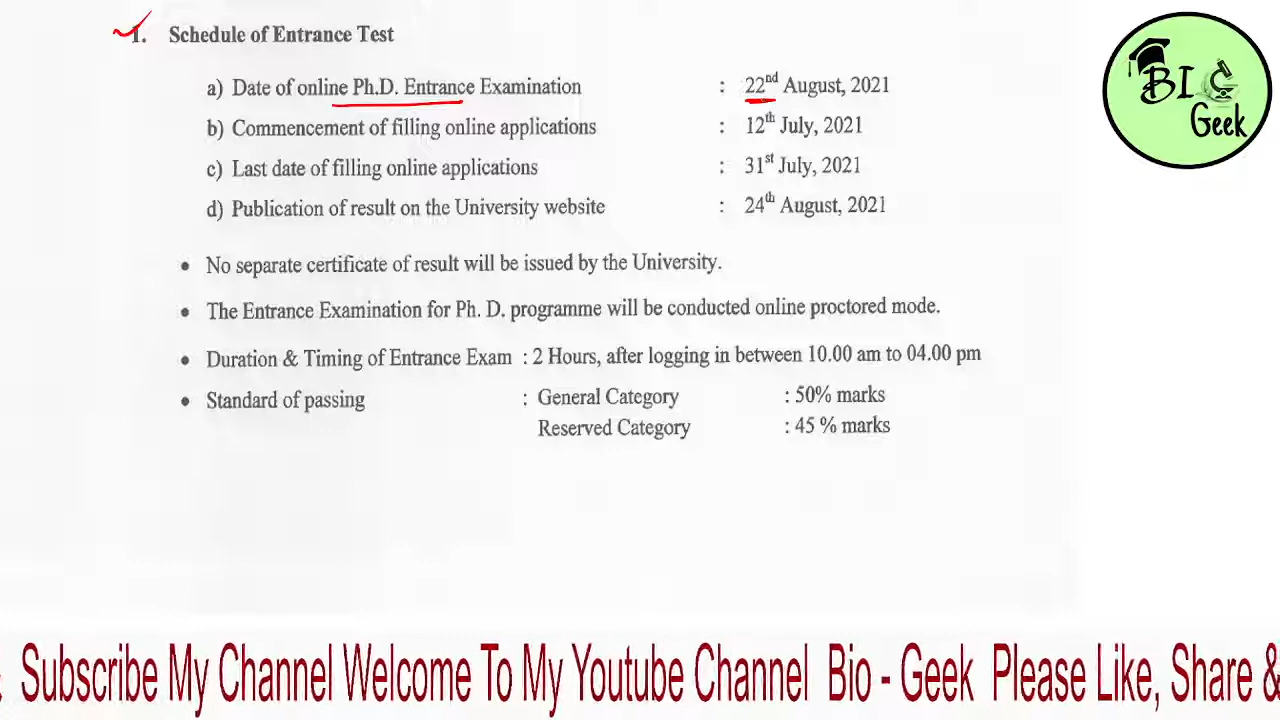 1. Schedule of Entrance Test
a) Date of online Ph.D. Entrance Examination : 22nd August, 2021
b) Commencement of filling online applications : 12th July, 2021
c) Last date of filling online applications : 31st July, 2021
d) Publication of result on the University website : 24th August, 2021
• No separate certificate of result will be issued by the University.
• The Entrance Examination for Ph. D. programme will be conducted online proctored mode.
• Duration & Timing of Entrance Exam : 2 Hours, after logging in between 10.00 am to 04.00 pm
• Standard of passing : General Category : 50% marks
Reserved Category : 45 % marks
BIO
Geek
& Subscribe My Channel Welcome To My Youtube Channel Bio - Geek Please Like, Share &